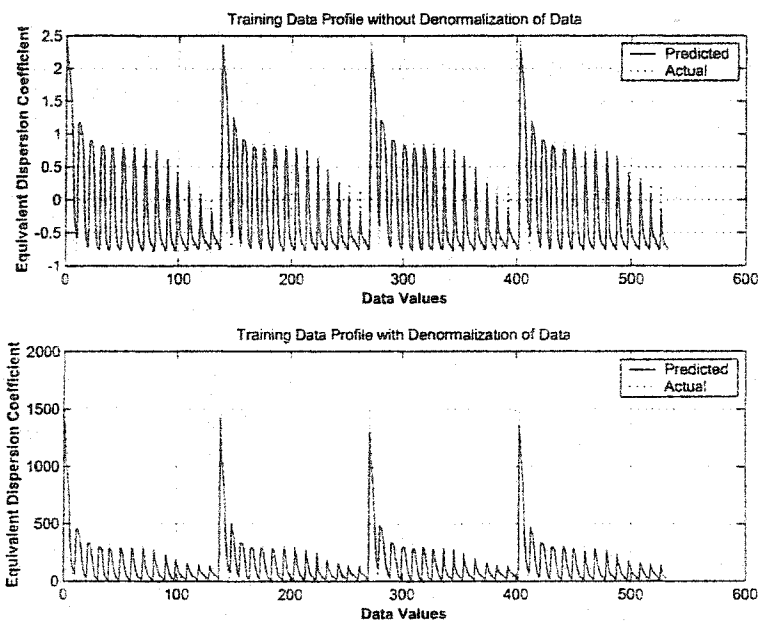 Training Data Profile without Denormalization of Data
Equivalent Dispersion Coefficient
2.5
2
1.5
1
0.5
0
-0.5
-1
Predicted
Actual
0 100 200 300 400 500 600
Data Values
Training Data Profile with Denormalization of Data
Equivalent Dispersion Coefficient
2000
1500
1000
500
0
Predicted
Actual
0 100 200 300 400 500 600
Data Values